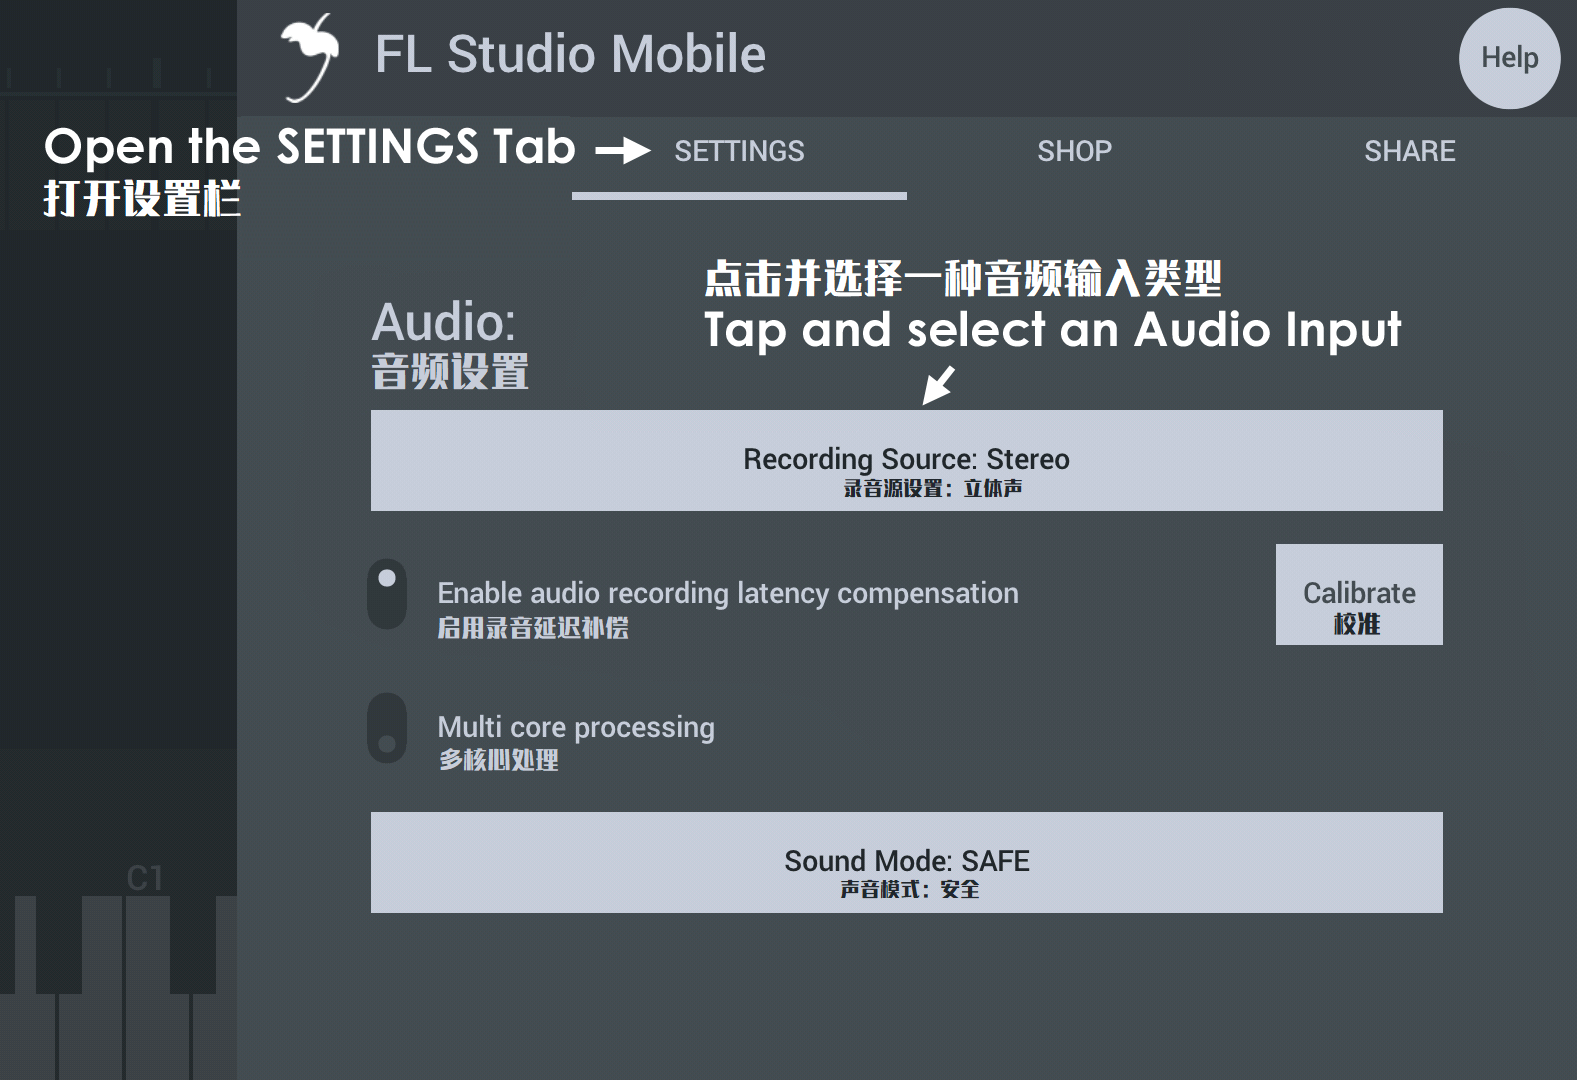 FL Studio Mobile
Help
Open the SETTINGS Tab
打开设置栏
SETTINGS
SHOP
SHARE
点击并选择一种音频输入类型
Tap and select an Audio Input
Audio:
音频设置
Recording Source: Stereo
录音源设置：立体声
Enable audio recording latency compensation
启用录音延迟补偿
Calibrate
校准
Multi core processing
多核心处理
Sound Mode: SAFE
声音模式：安全
C1